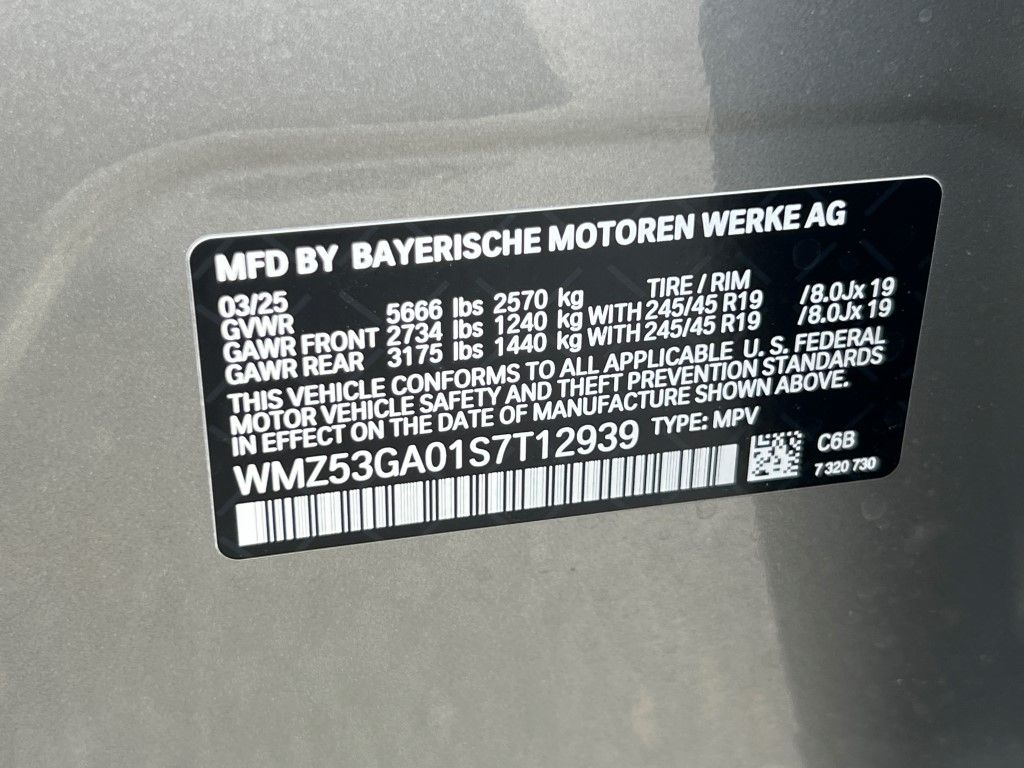 MFD BY BAYERISCHE MOTOREN WERKE AG
03/25 TIRE / RIM
GVWR 5666 lbs 2570 kg
GAWR FRONT 2734 lbs 1240 kg WITH 245/45 R19 /8.0Jx 19
GAWR REAR 3175 lbs 1440 kg WITH 245/45 R19 /8.0Jx 19
THIS VEHICLE CONFORMS TO ALL APPLICABLE U. S. FEDERAL
MOTOR VEHICLE SAFETY AND THEFT PREVENTION STANDARDS
IN EFFECT ON THE DATE OF MANUFACTURE SHOWN ABOVE.
WMZ53GA01S7T12939 TYPE: MPV
C6B
7 320 730